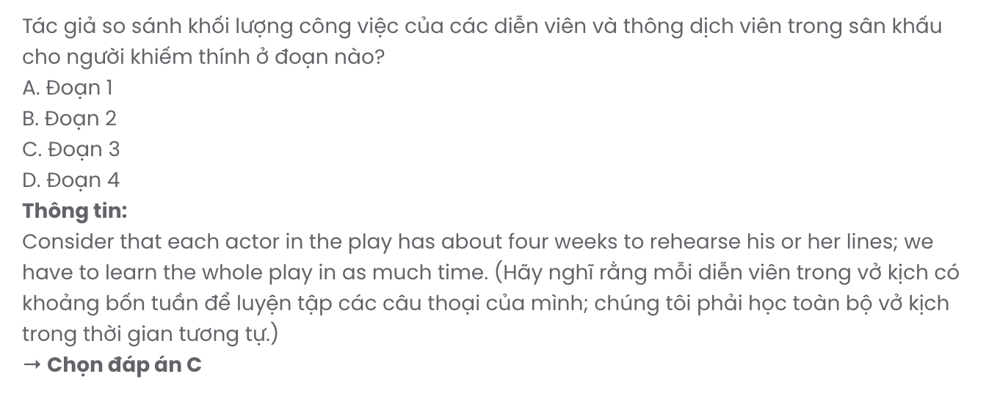 Tác giả so sánh khối lượng công việc của các diễn viên và thông dịch viên trong sân khấu
cho người khiếm thính ở đoạn nào?
A. Đoạn 1
B. Đoạn 2
C. Đoạn 3
D. Đoạn 4
Thông tin:
Consider that each actor in the play has about four weeks to rehearse his or her lines; we
have to learn the whole play in as much time. (Hãy nghĩ rằng mỗi diễn viên trong vở kịch có
khoảng bốn tuần để luyện tập các câu thoại của mình; chúng tôi phải học toàn bộ vở kịch
trong thời gian tương tự.)
→ Chọn đáp án C